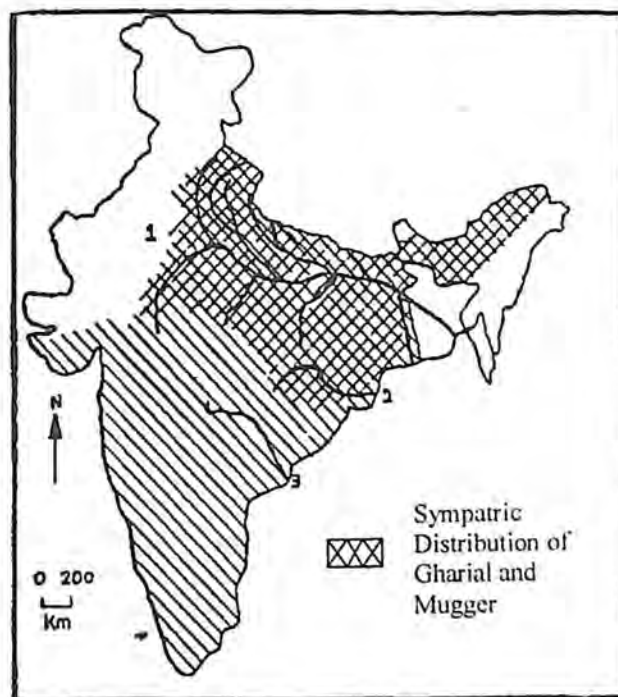 1
2
N
3
0 200
Km
Sympatric
Distribution of
Gharial and
Mugger